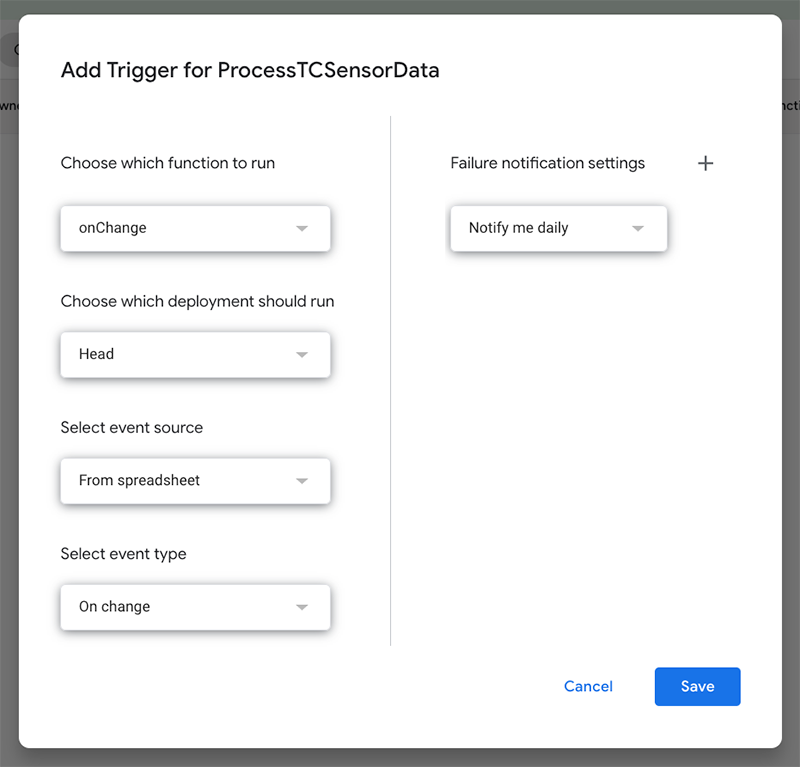 Add Trigger for ProcessTCSensorData
Choose which function to run
onChange
Choose which deployment should run
Head
Select event source
From spreadsheet
Select event type
On change
Failure notification settings
Notify me daily
Cancel
Save